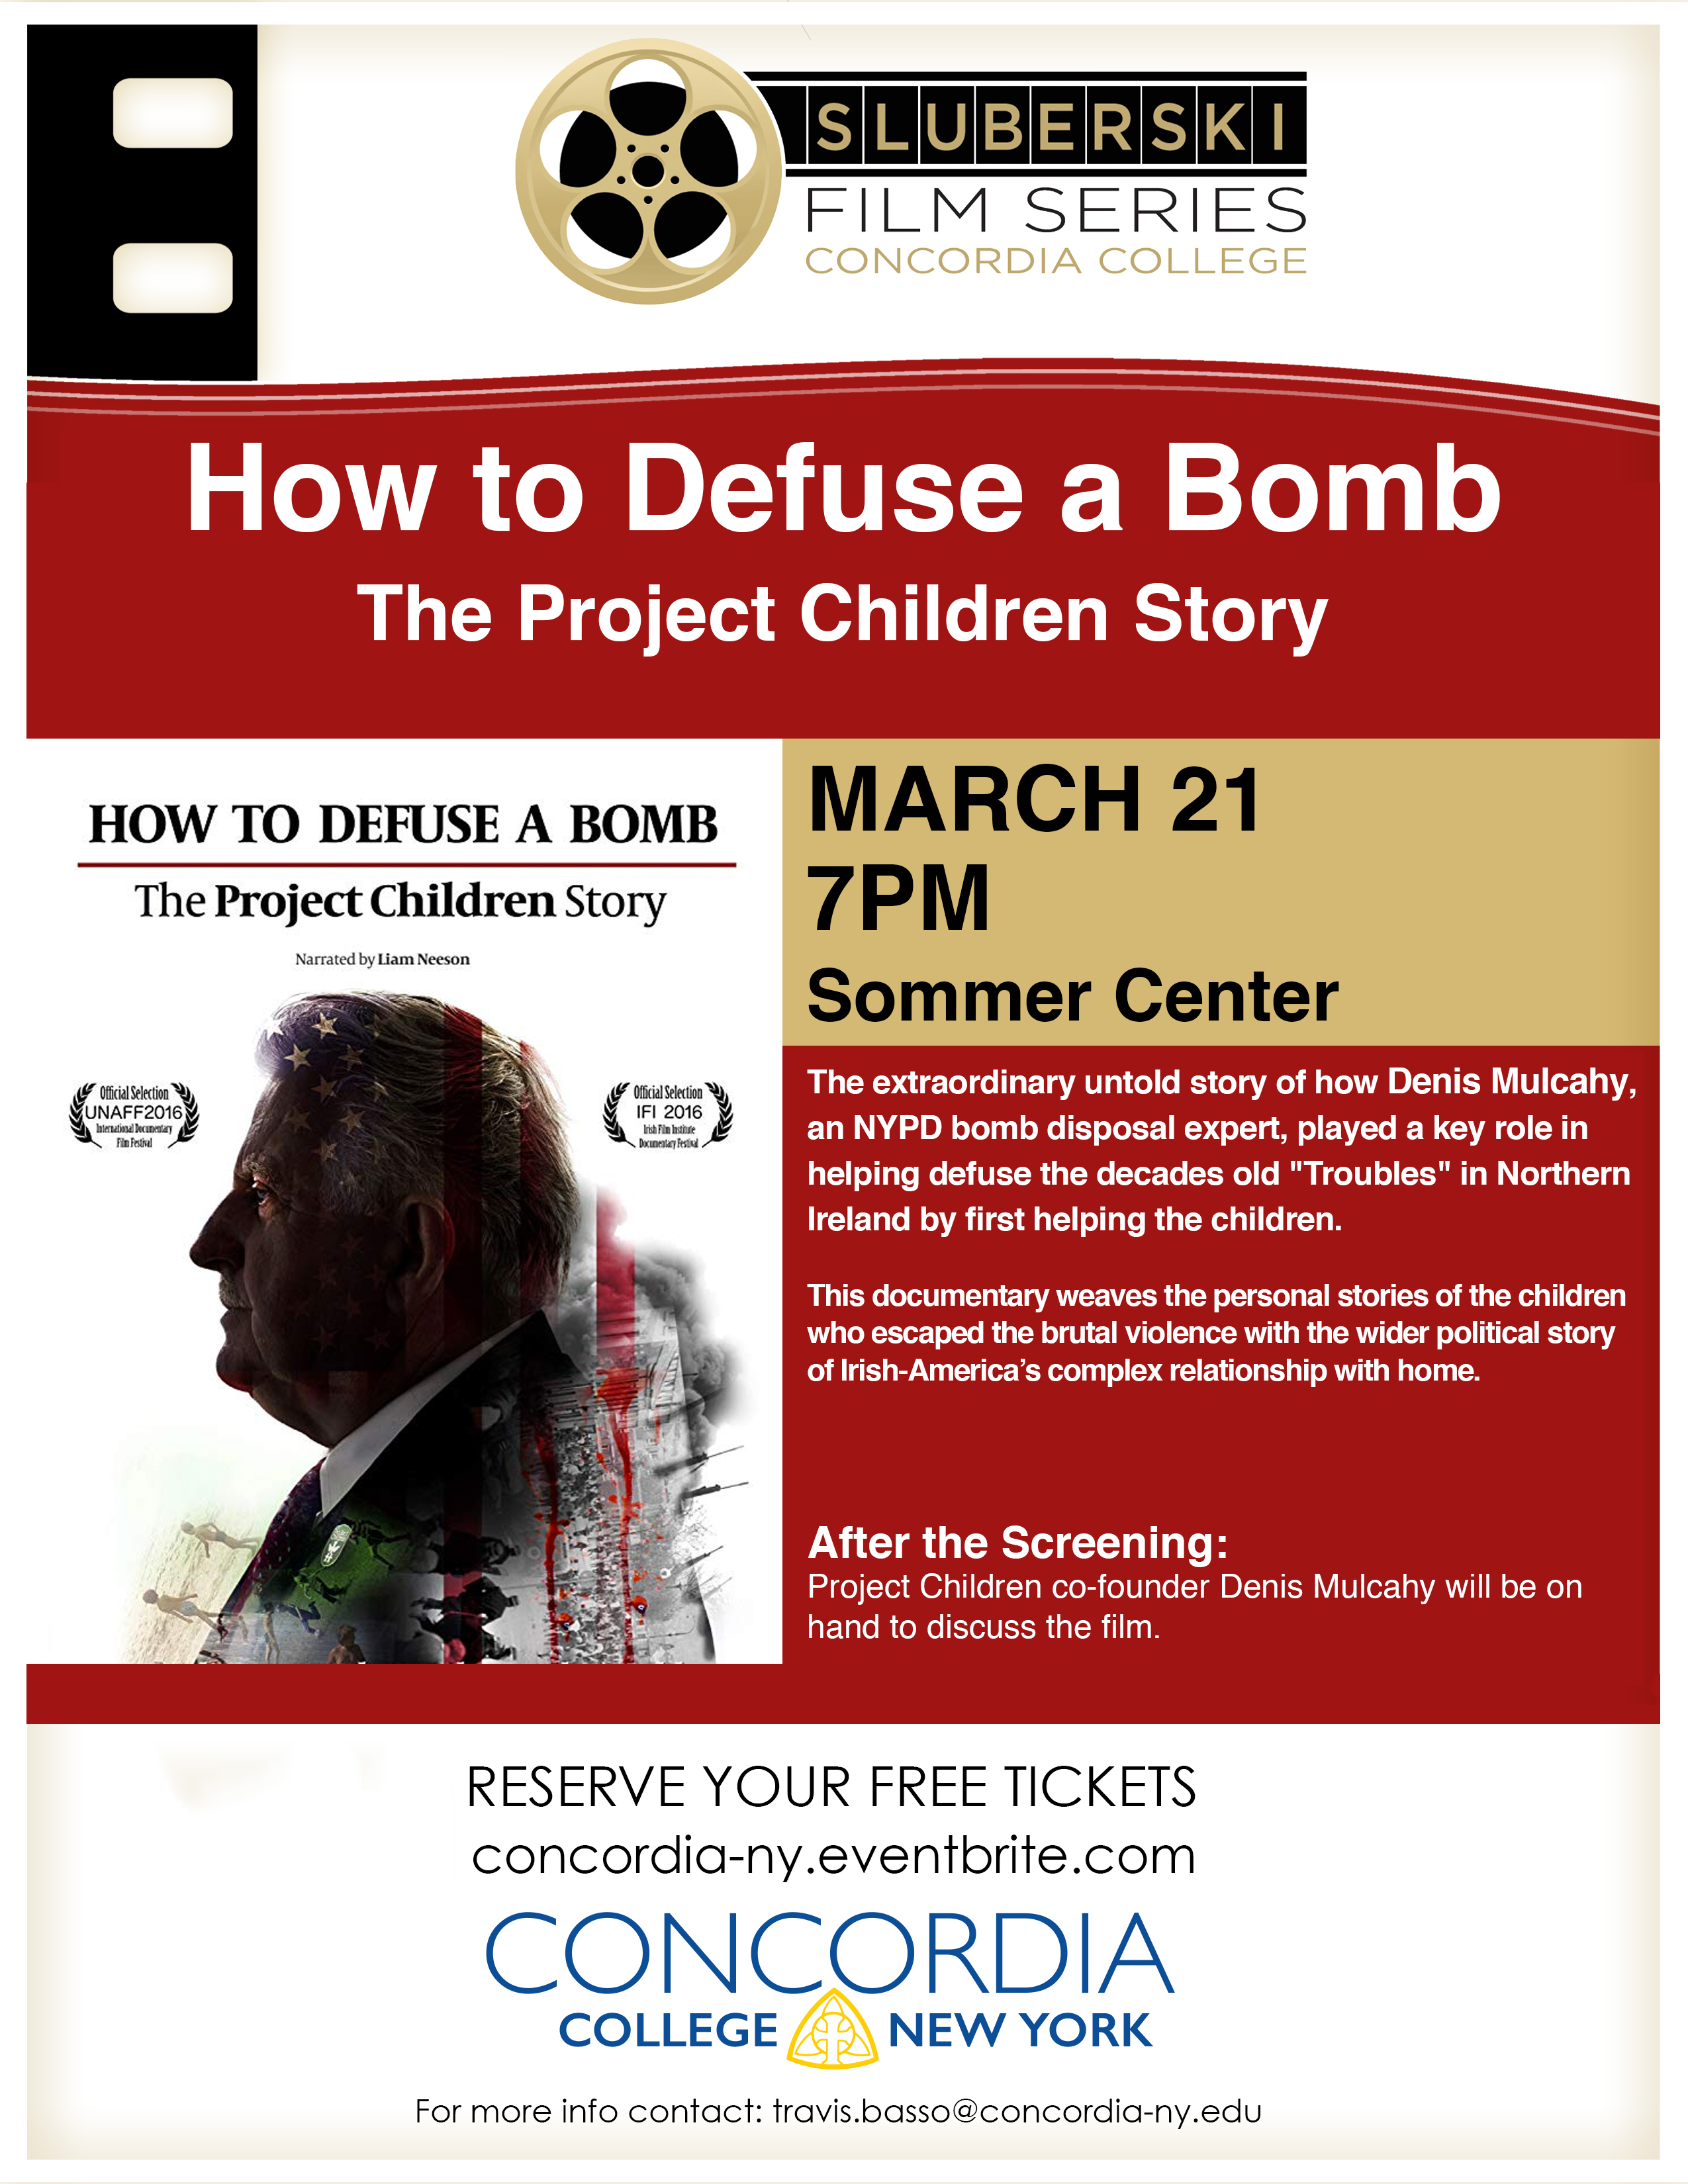 SLUBERSKI
FILM SERIES
CONCORDIA COLLEGE
How to Defuse a Bomb
The Project Children Story
HOW TO DEFUSE A BOMB
The Project Children Story
Narrated by Liam Neeson
Official Selection
UNAFF2016
International Documentary
Film Festival
Official Selection
IFI 2016
Irish Film Institute
Documentary Festival
MARCH 21
7PM
Sommer Center
The extraordinary untold story of how Denis Mulcahy,
an NYPD bomb disposal expert, played a key role in
helping defuse the decades old "Troubles" in Northern
Ireland by first helping the children.
This documentary weaves the personal stories of the children
who escaped the brutal violence with the wider political story
of Irish-America’s complex relationship with home.
After the Screening:
Project Children co-founder Denis Mulcahy will be on
hand to discuss the film.
RESERVE YOUR FREE TICKETS
concordia-ny.eventbrite.com
CONCORDIA
COLLEGE NEW YORK
For more info contact: travis.basso@concordia-ny.edu